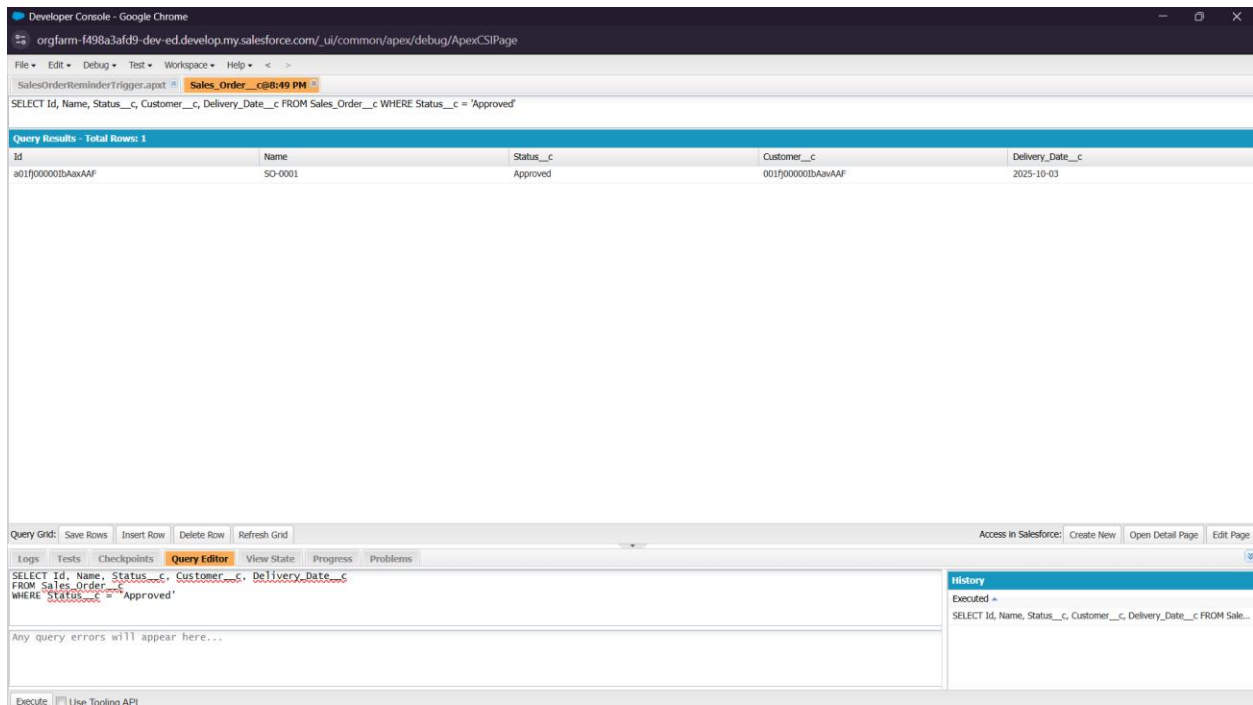 Developer Console - Google Chrome
orgfarm-f498a3afd9-dev-ed.develop.my.salesforce.com/_ui/common/apex/debug/ApexCSIPage
File Edit Debug Test Workspace Help < >
SalesOrderReminderTrigger.apxt Sales_Order__c@8:49 PM
SELECT Id, Name, Status__c, Customer__c, Delivery_Date__c FROM Sales_Order__c WHERE Status__c = 'Approved'
Query Results - Total Rows: 1
Id Name Status__c Customer__c Delivery_Date__c
a01fJ00000IbAaxAAF SO-0001 Approved 001fJ00000IbAavAAF 2025-10-03
Query Grid: Save Rows Insert Row Delete Row Refresh Grid Access in Salesforce: Create New Open Detail Page Edit Page
Logs Tests Checkpoints Query Editor View State Progress Problems
SELECT Id, Name, Status__c, Customer__c, Delivery_Date__c
FROM Sales_Order__c
WHERE Status__c = 'Approved'
Any query errors will appear here...
History
Executed
SELECT Id, Name, Status__c, Customer__c, Delivery_Date__c FROM Sale...
Execute Use Tooling API